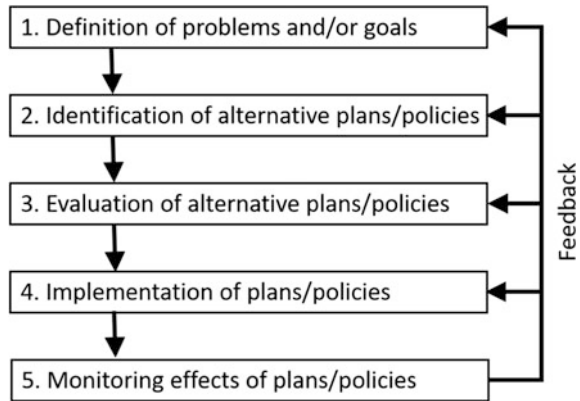 1. Definition of problems and/or goals
2. Identification of alternative plans/policies
3. Evaluation of alternative plans/policies
4. Implementation of plans/policies
5. Monitoring effects of plans/policies
Feedback